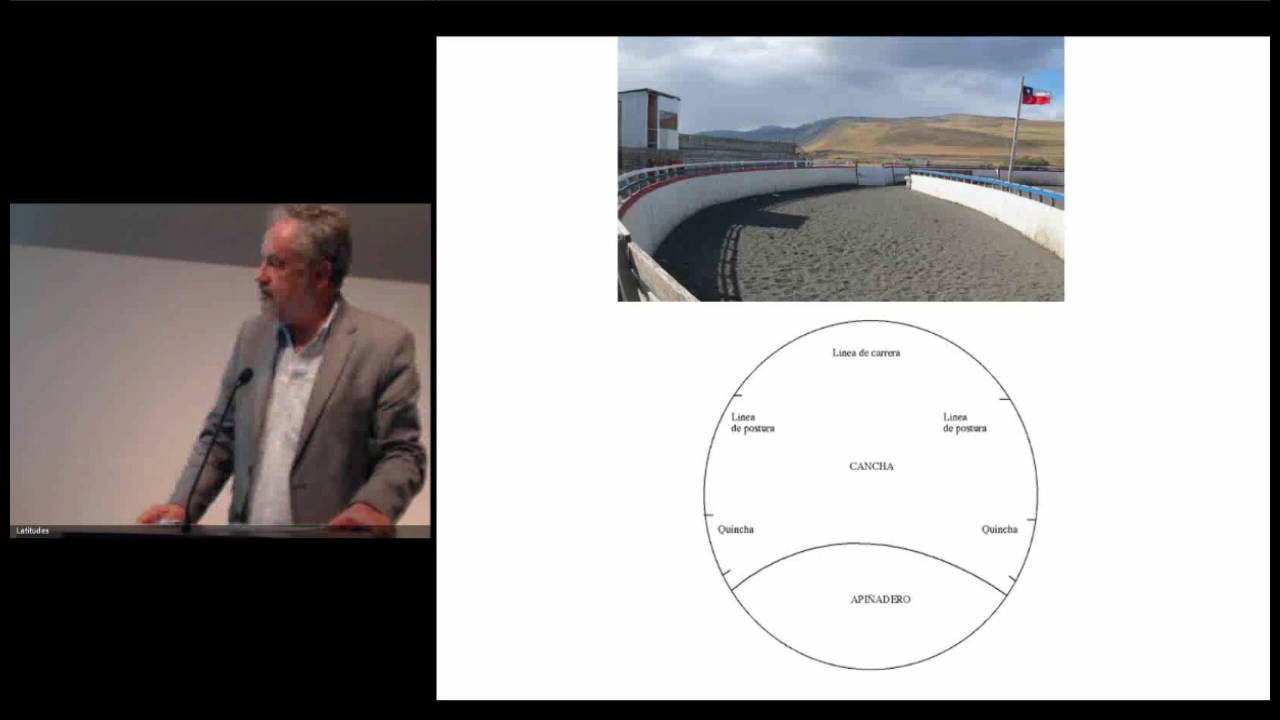 Latitudes
Linea de carrera
Linea
de postura
Linea
de postura
CANCHA
Quincha
Quincha
APIÑADERO